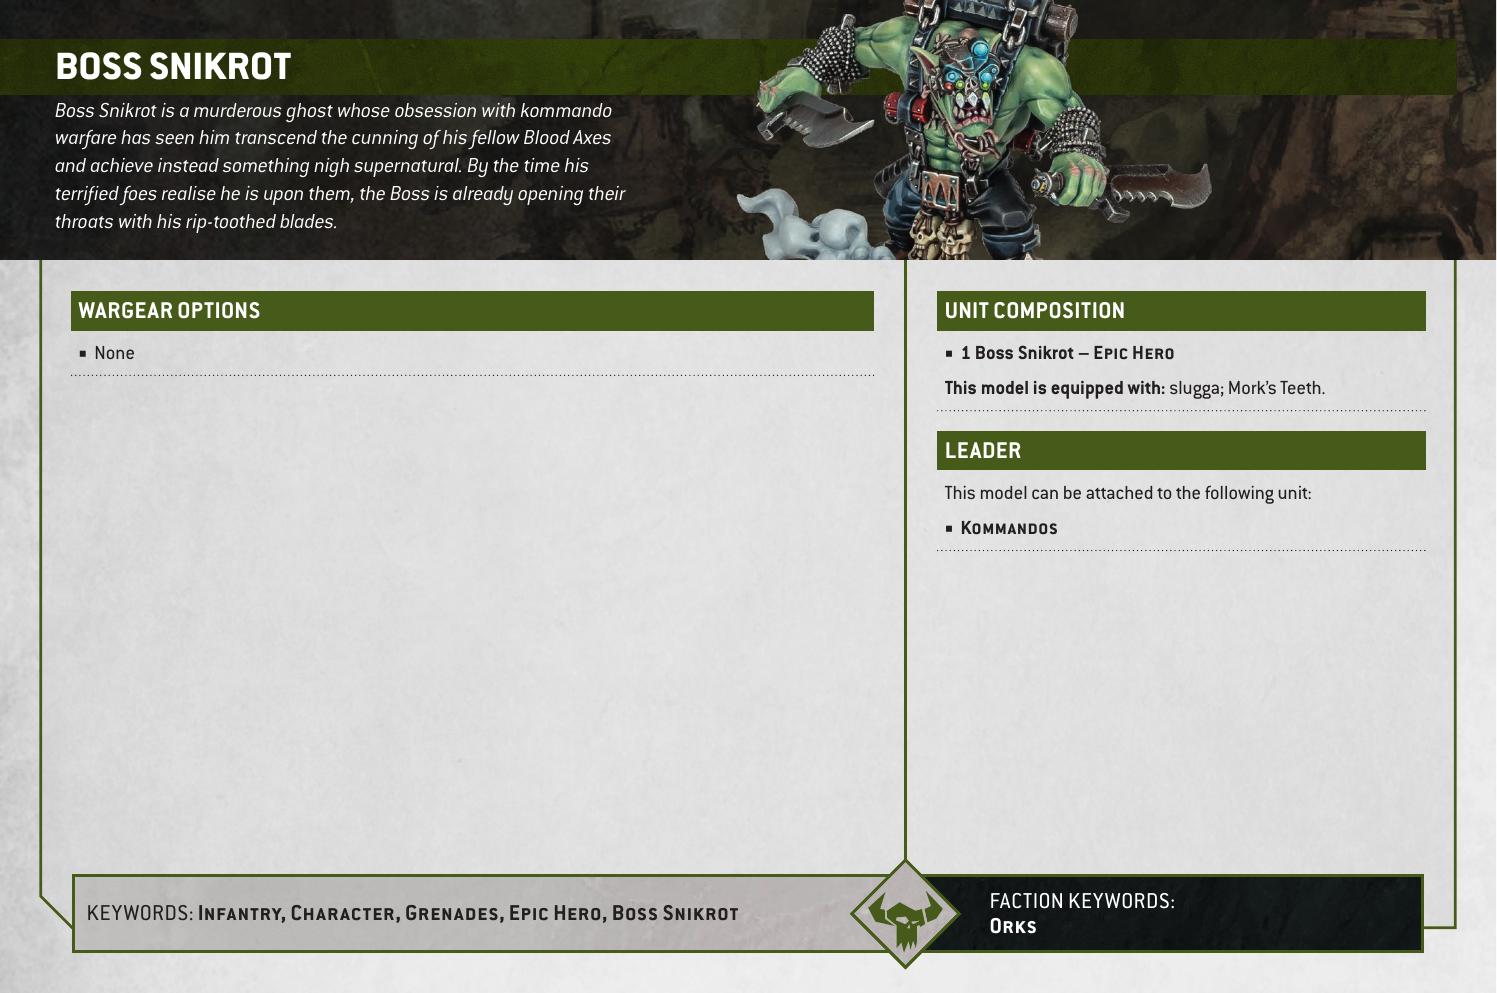 BOSS SNIKROT
Boss Snikrot is a murderous ghost whose obsession with kommando
warfare has seen him transcend the cunning of his fellow Blood Axes
and achieve instead something nigh supernatural. By the time his
terrified foes realise he is upon them, the Boss is already opening their
throats with his rip-toothed blades.
WARGEAR OPTIONS
■ None
UNIT COMPOSITION
■ 1 Boss Snikrot – Epic Hero
This model is equipped with: slugga; Mork’s Teeth.
LEADER
This model can be attached to the following unit:
■ Kommandos
KEYWORDS: Infantry, Character, Grenades, Epic Hero, Boss Snikrot
FACTION KEYWORDS:
Orks